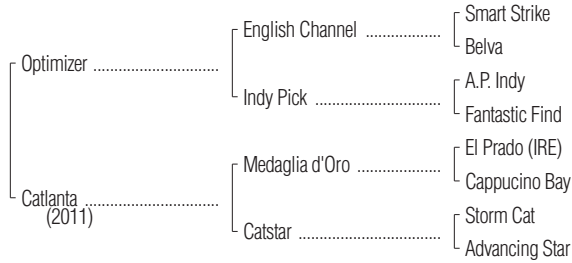 Smart Strike
English Channel ..................
Belva
Optimizer ..............................
A.P. Indy
Indy Pick ..............................
Fantastic Find
El Prado (IRE)
Medaglia d'Oro ....................
Cappucino Bay
Catlanta ................................
(2011)
Storm Cat
Catstar ..................................
Advancing Star